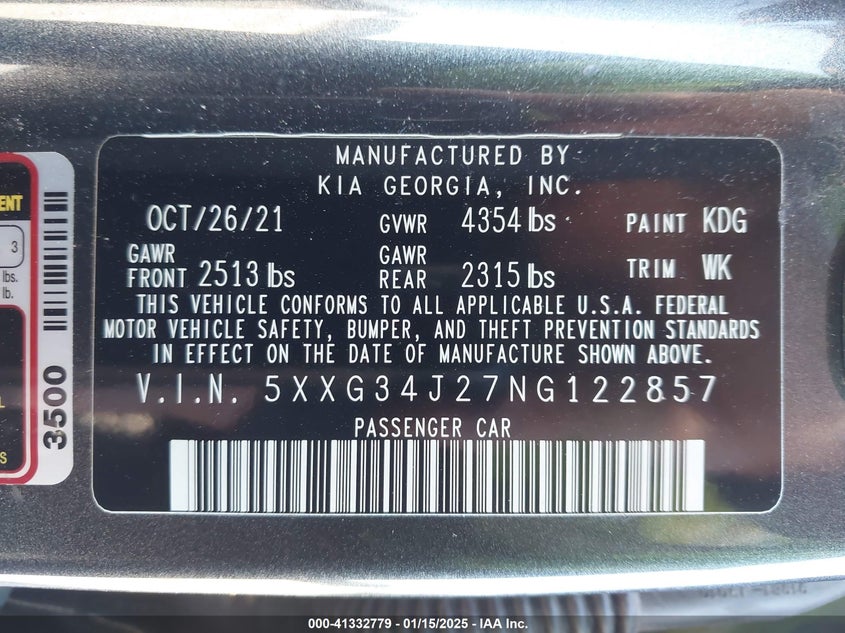 MANUFACTURED BY
KIA GEORGIA, INC.
OCT/26/21 GVWR 4354 lbs PAINT KDG
GAWR FRONT 2513 lbs GAWR REAR 2315 lbs TRIM WK
THIS VEHICLE CONFORMS TO ALL APPLICABLE U.S.A. FEDERAL
MOTOR VEHICLE SAFETY, BUMPER, AND THEFT PREVENTION STANDARDS
IN EFFECT ON THE DATE OF MANUFACTURE SHOWN ABOVE.
V.I.N. 5XXG34J27NG122857
PASSENGER CAR
3
lbs.
lb.
3500
000-41332779 - 01/15/2025 - IAA Inc.